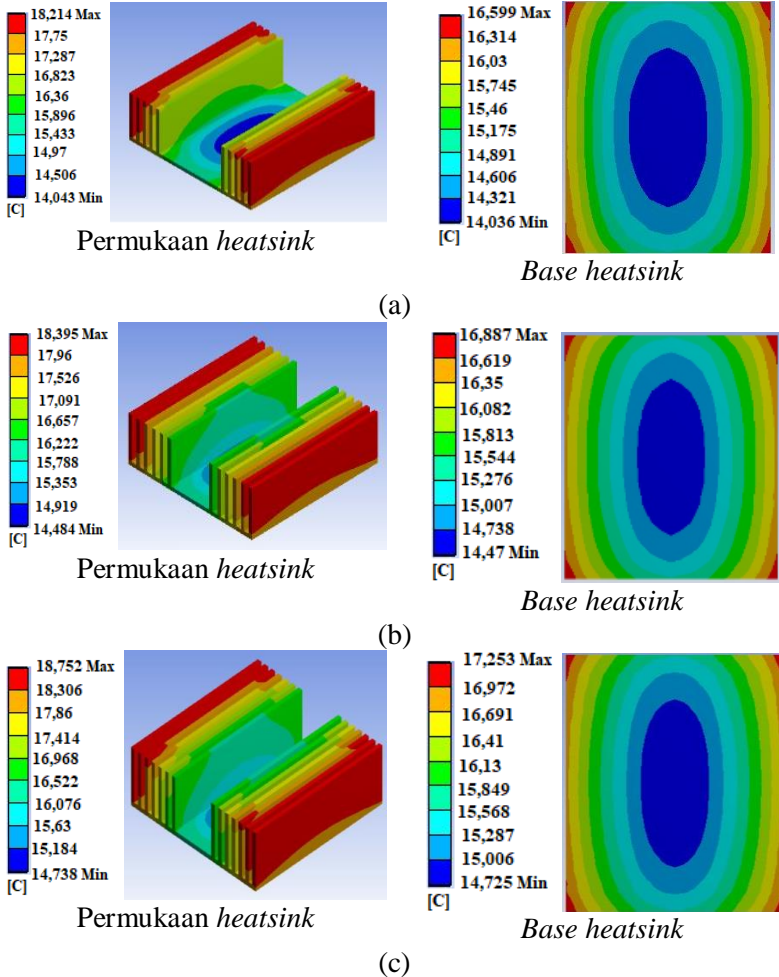 18,214 Max
17,75
17,287
16,823
16,36
15,896
15,433
14,97
14,506
14,043 Min
[C]
Permukaan heatsink
16,599 Max
16,314
16,03
15,745
15,46
15,175
14,891
14,606
14,321
14,036 Min
[C]
Base heatsink
(a)
18,395 Max
17,96
17,526
17,091
16,657
16,222
15,788
15,353
14,919
14,484 Min
[C]
Permukaan heatsink
16,887 Max
16,619
16,35
16,082
15,813
15,544
15,276
15,007
14,738
14,47 Min
[C]
Base heatsink
(b)
18,752 Max
18,306
17,86
17,414
16,968
16,522
16,076
15,63
15,184
14,738 Min
[C]
Permukaan heatsink
17,253 Max
16,972
16,691
16,41
16,13
15,849
15,568
15,287
15,006
14,725 Min
[C]
Base heatsink
(c)